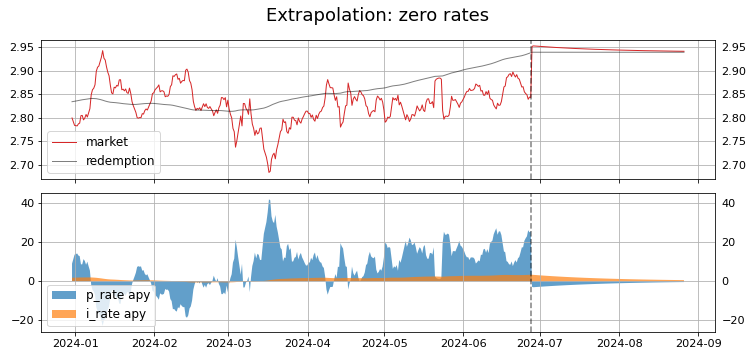 Extrapolation: zero rates
2.95 2.95
2.90 2.90
2.85 2.85
2.80 2.80
2.75 2.75
2.70 2.70
market
redemption
40 40
20 20
0 0
−20 −20
p_rate apy
i_rate apy
2024-01 2024-02 2024-03 2024-04 2024-05 2024-06 2024-07 2024-08 2024-09